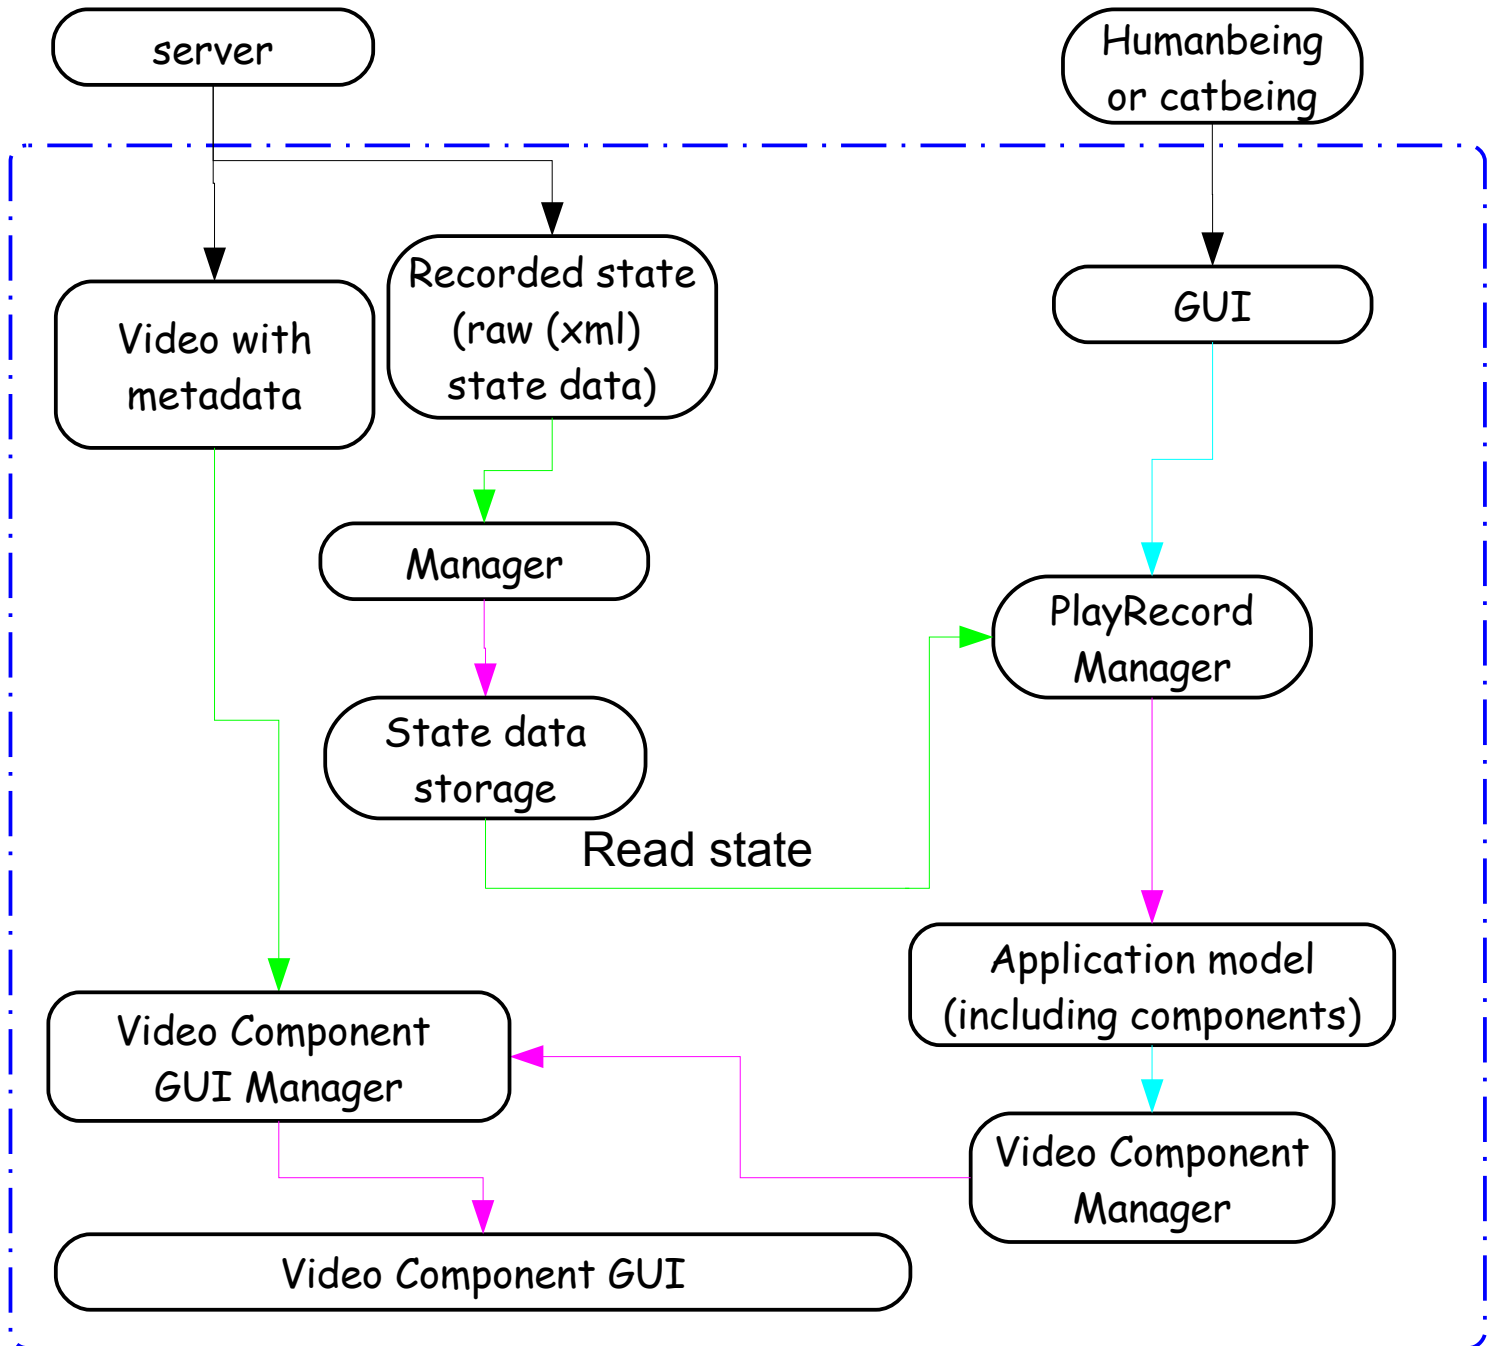 server
Humanbeing
or catbeing
Video with
metadata
Recorded state
(raw (xml)
state data)
GUI
Manager
PlayRecord
Manager
State data
storage
Read state
Application model
(including components)
Video Component
GUI Manager
Video Component
Manager
Video Component GUI